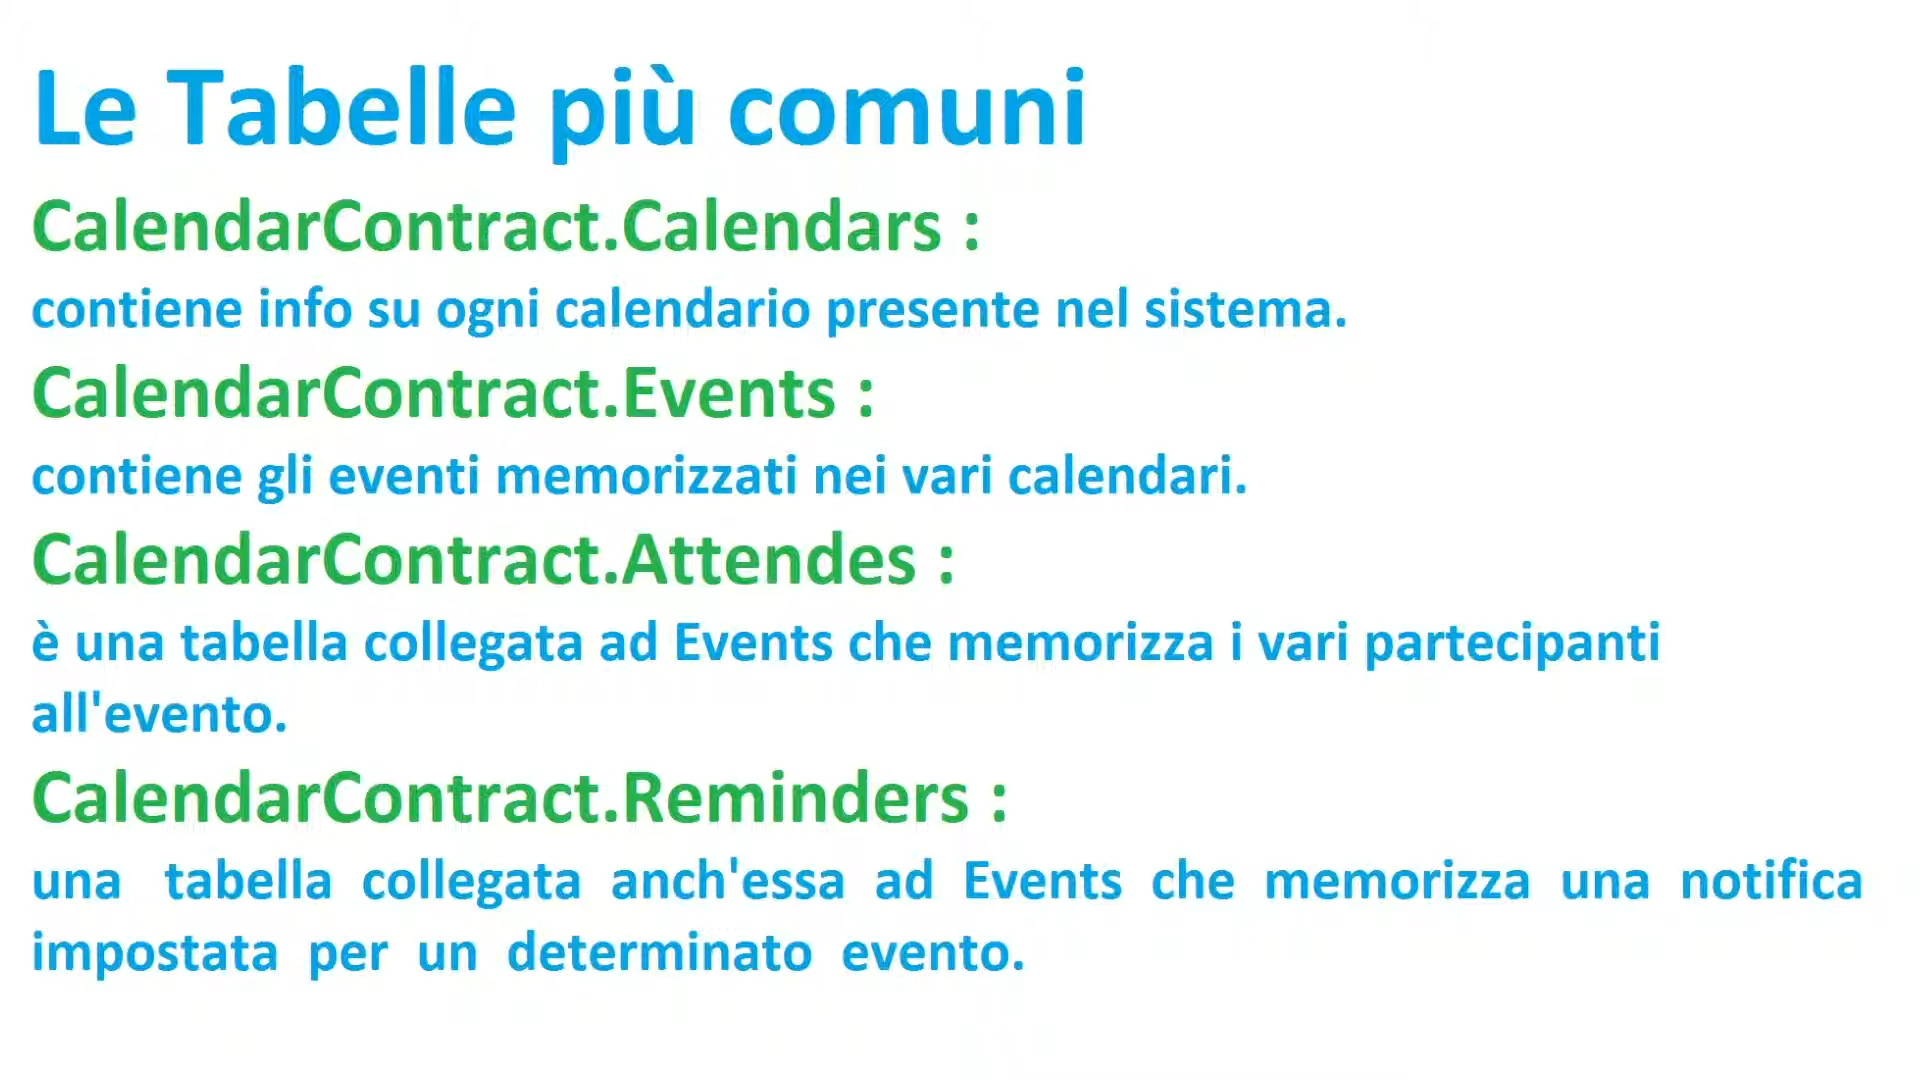 Le Tabelle più comuni
CalendarContract.Calendars :
contiene info su ogni calendario presente nel sistema.
CalendarContract.Events :
contiene gli eventi memorizzati nei vari calendari.
CalendarContract.Attendes :
è una tabella collegata ad Events che memorizza i vari partecipanti
all'evento.
CalendarContract.Reminders :
una tabella collegata anch'essa ad Events che memorizza una notifica
impostata per un determinato evento.